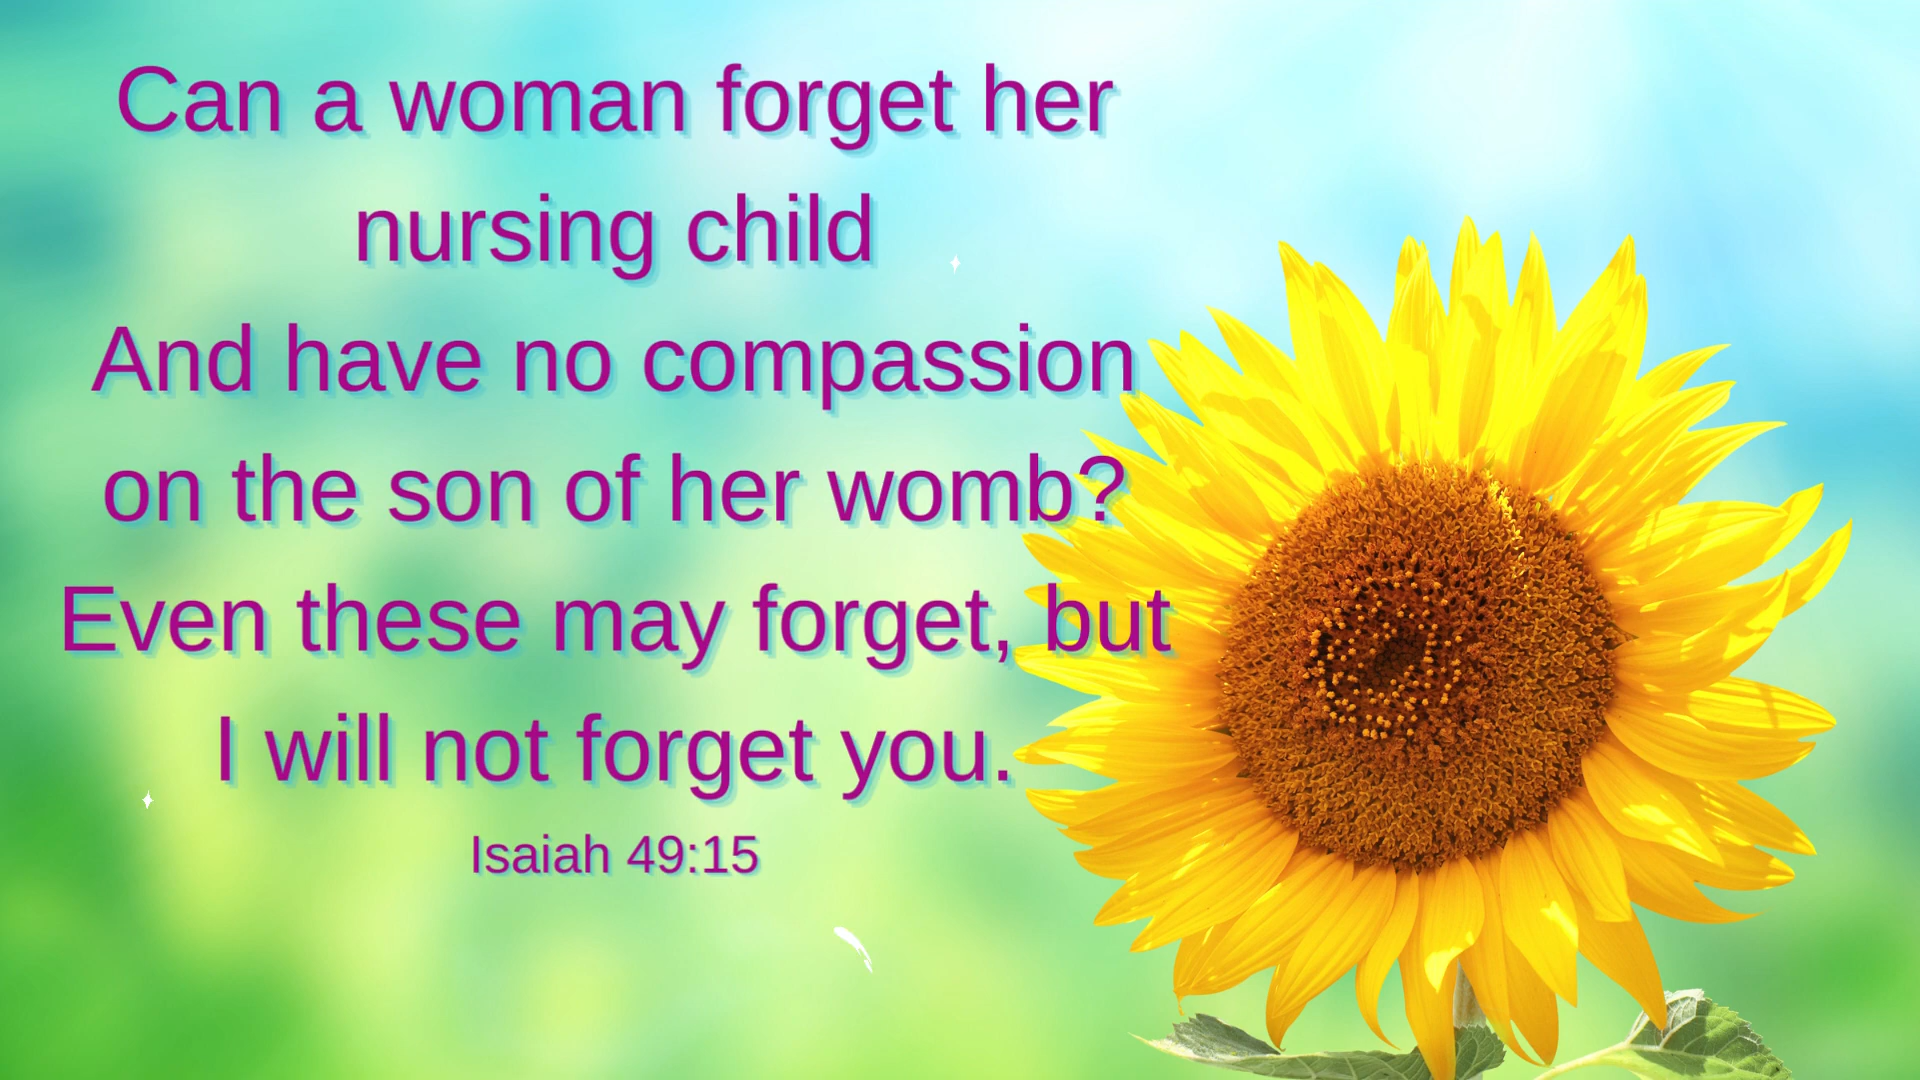 Can a woman forget her
nursing child
And have no compassion
on the son of her womb?
Even these may forget, but
I will not forget you.
Isaiah 49:15